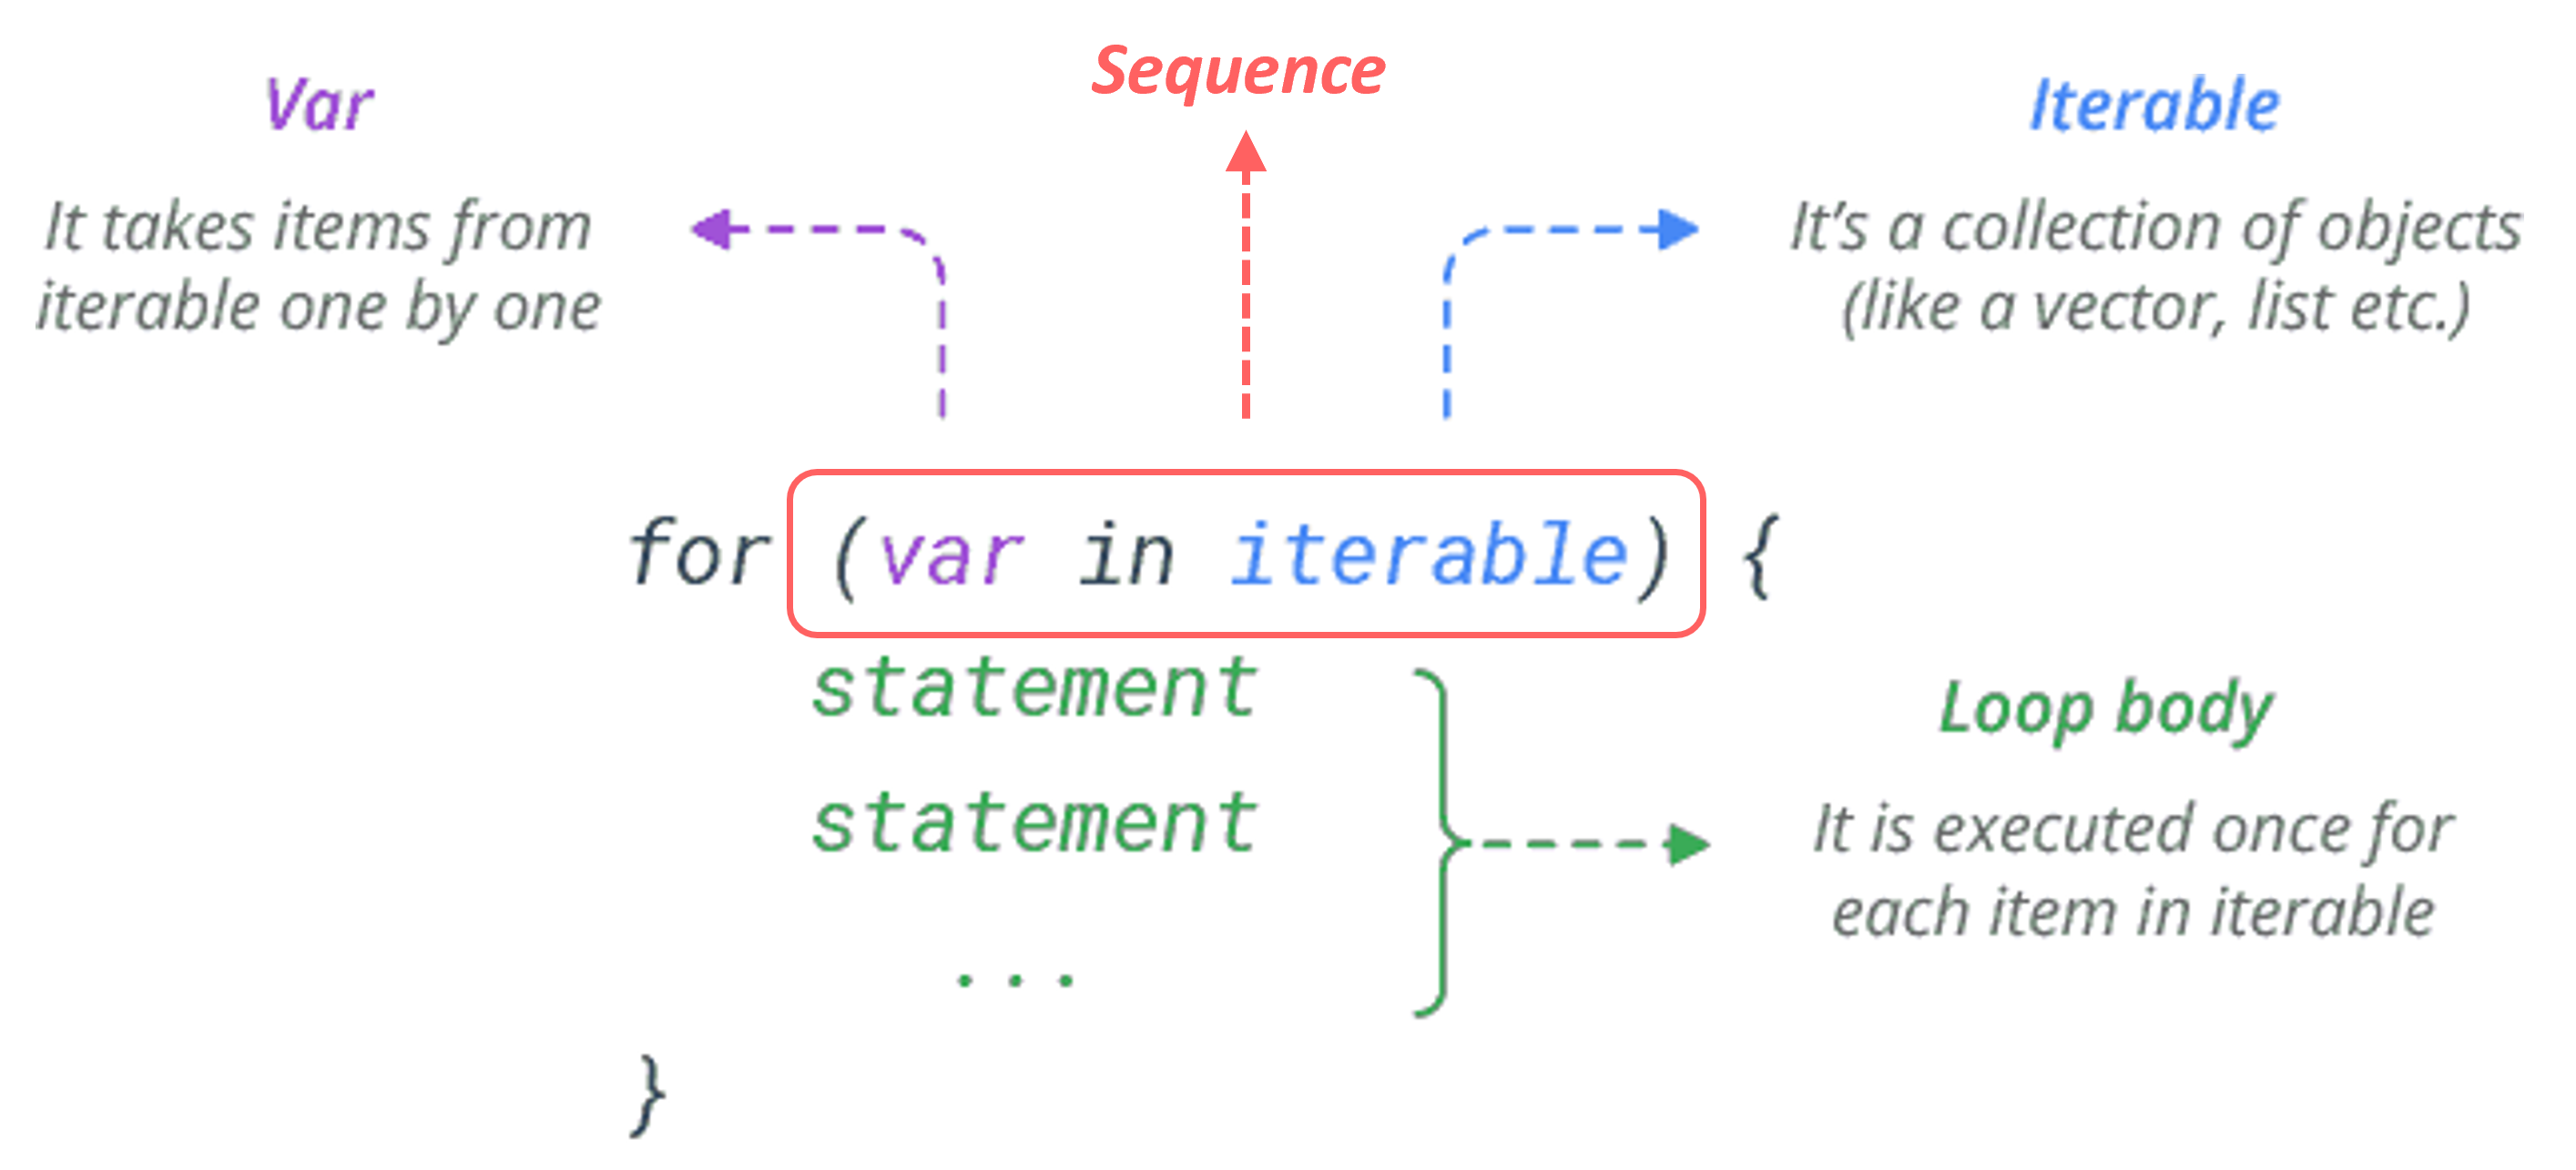 Sequence
Var
It takes items from
iterable one by one
Iterable
It's a collection of objects
(like a vector, list etc.)
for (var in iterable) {
statement
statement
...
}
Loop body
It is executed once for
each item in iterable